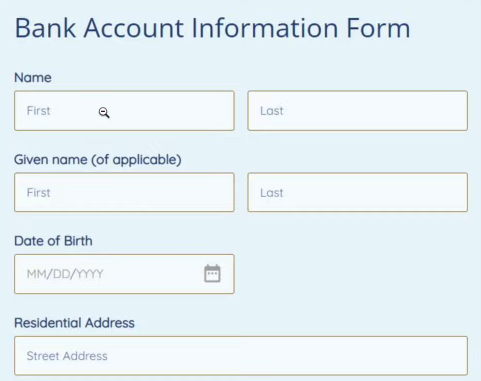 Bank Account Information Form
Name
First Last
Given name (of applicable)
First Last
Date of Birth
MM/DD/YYYY
Residential Address
Street Address